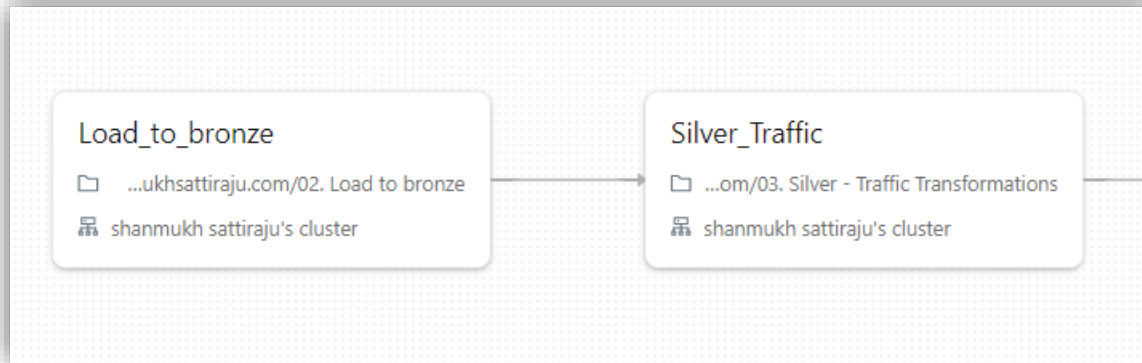 Load_to_bronze
...ukhsattiraju.com/02. Load to bronze
shanmukh sattiraju's cluster
Silver_Traffic
...om/03. Silver - Traffic Transformations
shanmukh sattiraju's cluster